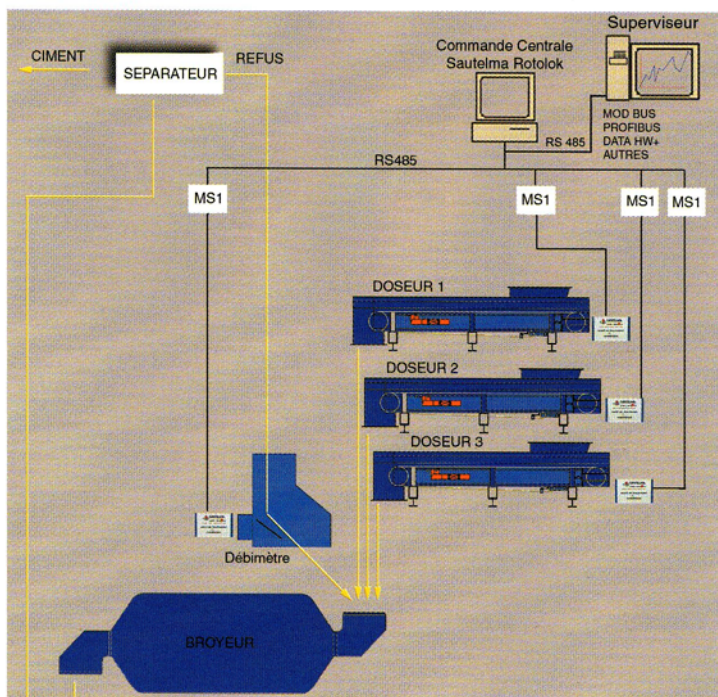 Superviseur
CIMENT
REFUS
SEPARATEUR
Commande Centrale
Sautelma Rotolok
MOD BUS
PROFIBUS
DATA HW+
AUTRES
RS 485
RS485
MS1
MS1
MS1
MS1
DOSEUR 1
DOSEUR 2
DOSEUR 3
Débimètre
BROYEUR